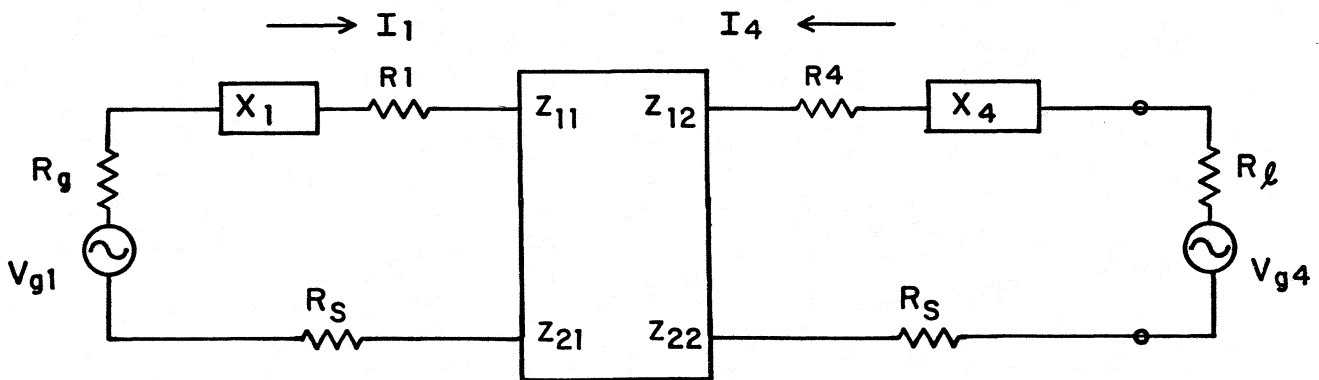 I1 I4
R1 R4
X1 Z11 Z12 X4
Rg Rℓ
Vg1 Vg4
RS RS
Z21 Z22